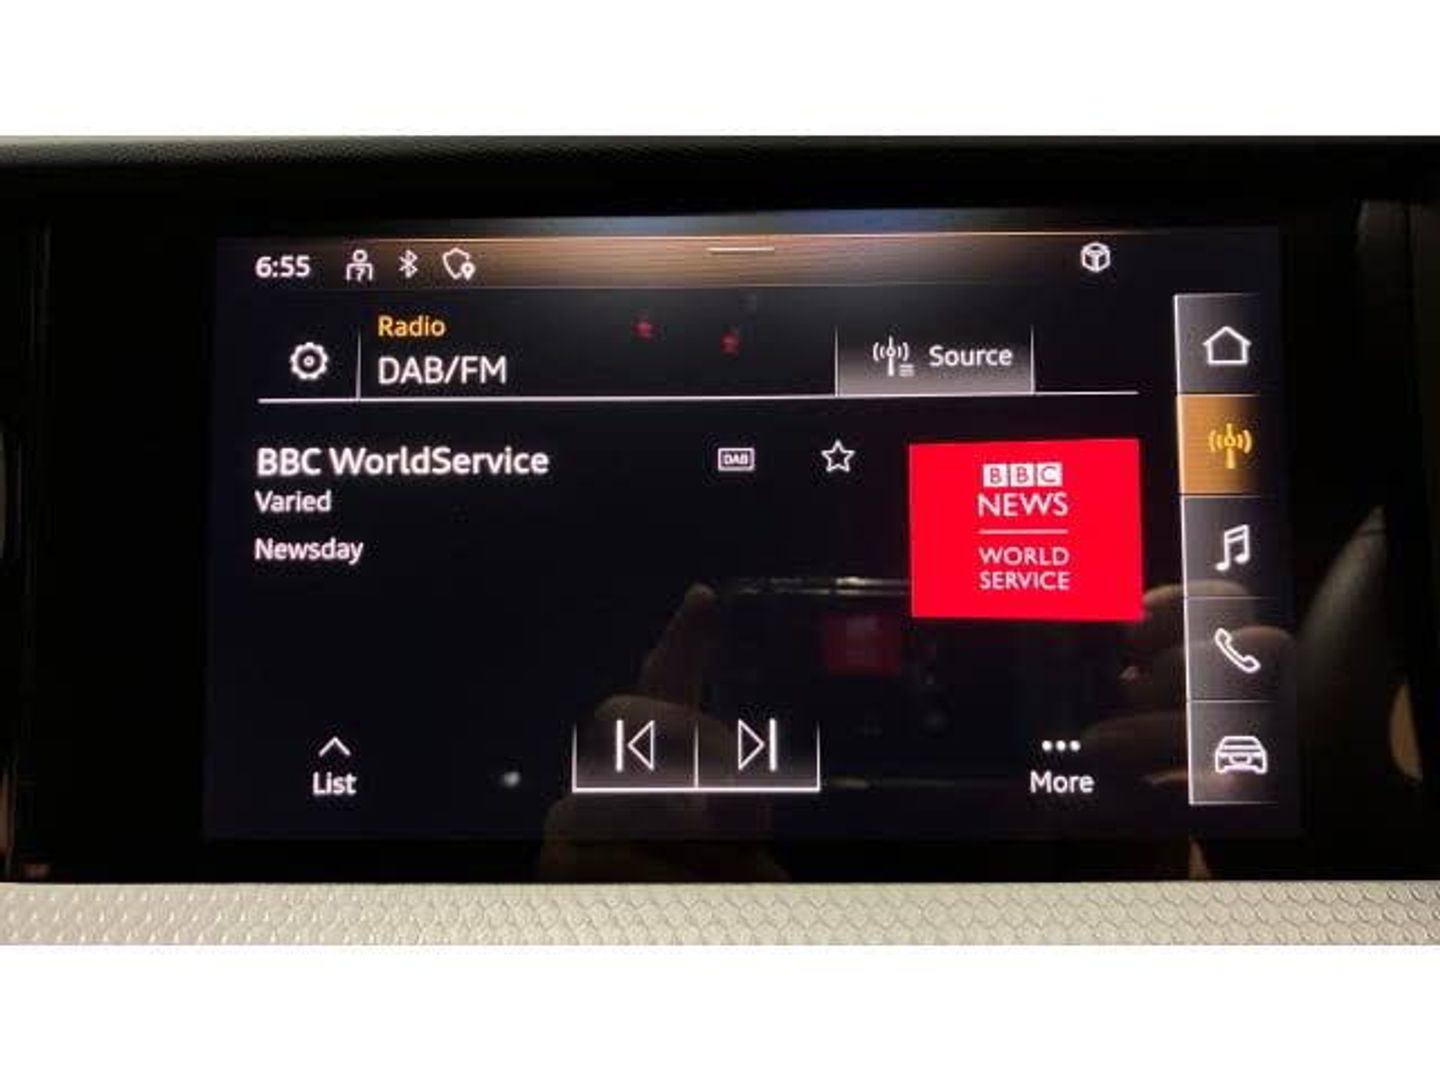 6:55
Radio
DAB/FM
Source
BBC WorldService
DAB
Varied
Newsday
BBC
NEWS
WORLD
SERVICE
List
More